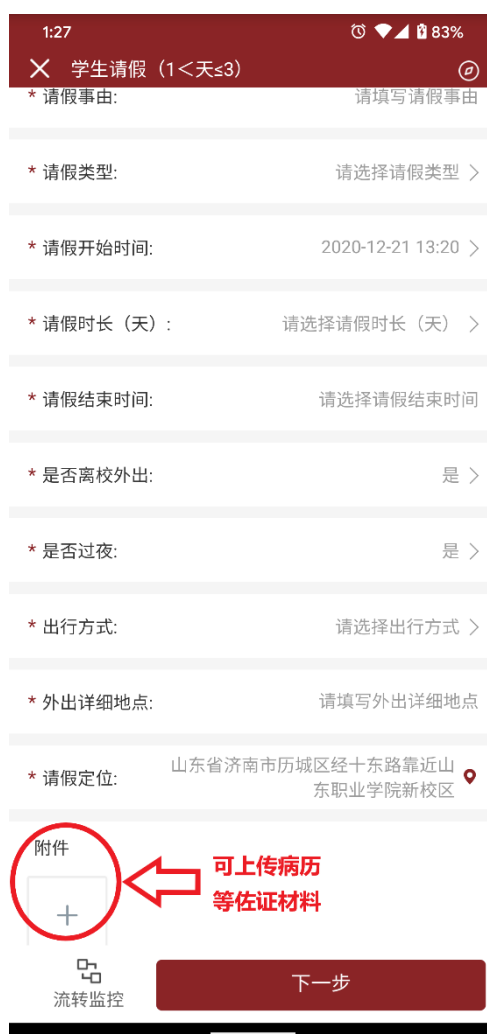 1:27
83%
学生请假（1＜天≤3）
* 请假事由:
请填写请假事由
* 请假类型:
请选择请假类型
* 请假开始时间:
2020-12-21 13:20
* 请假时长（天）:
请选择请假时长（天）
* 请假结束时间:
请选择请假结束时间
* 是否离校外出:
是
* 是否过夜:
是
* 出行方式:
请选择出行方式
* 外出详细地点:
请填写外出详细地点
* 请假定位:
山东省济南市历城区经十东路靠近山
东职业学院新校区
附件
可上传病历
等佐证材料
流转监控
下一步